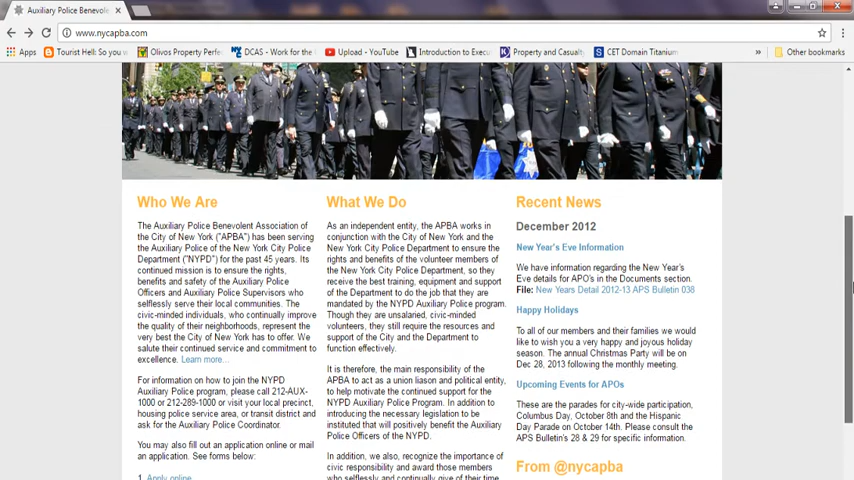 Auxiliary Police Benevole
www.nycapba.com
Apps
Tourist Hell: So you w
Olivos Property Perfec
DCAS - Work for the
Upload - YouTube
Introduction to Execu
Property and Casualty
CET Domain Titanium
»
Other bookmarks
Who We Are
The Auxiliary Police Benevolent Association of
the City of New York ("APBA") has been serving
the Auxiliary Police of the New York City Police
Department ("NYPD") for the past 45 years. Its
continued mission is to ensure the rights,
benefits and safety of the Auxiliary Police
Officers and Auxiliary Police Supervisors who
selflessly serve their local communities. The
civic-minded individuals, who continually improve
the quality of their neighborhoods, represent the
very best the City of New York has to offer. We
salute their continued service and commitment to
excellence. Learn more...
For information on how to join the NYPD
Auxiliary Police program, please call 212-AUX-
1000 or 212-289-1000 or visit your local precinct,
housing police service area, or transit district and
ask for the Auxiliary Police Coordinator.
You may also fill out an application online or mail
an application. See forms below:
1. Apply online
What We Do
As an independent entity, the APBA works in
conjunction with the City of New York and the
New York City Police Department to ensure the
rights and benefits of the volunteer members of
the New York City Police Department, so they
receive the best training, equipment and support
of the Department to do the job that they are
mandated by the NYPD Auxiliary Police program.
Though they are unsalaried, civic-minded
volunteers, they still require the resources and
support of the City and the Department to
function effectively.
It is therefore, the main responsibility of the
APBA to act as a union liason and political entity,
to help motivate the continued support for the
NYPD Auxiliary Police Program. In addition to
introducing the necessary legislation to be
instituted that will positively benefit the Auxiliary
Police Officers of the NYPD.
In addition, we also, recognize the importance of
civic responsibility and award those members
who selflessly and continually give of their time
Recent News
December 2012
New Year's Eve Information
We have information regarding the New Year's
Eve details for APO's in the Documents section.
File: New Years Detail 2012-13 APS Bulletin 038
Happy Holidays
To all of our members and their families we would
like to wish you a very happy and joyous holiday
season. The annual Christmas Party will be on
Dec 28, 2013 following the monthly meeting.
Upcoming Events for APOs
These are the parades for city-wide participation,
Columbus Day, October 8th and the Hispanic
Day Parade on October 14th. Please consult the
APS Bulletin's 28 & 29 for specific information.
From @nycapba